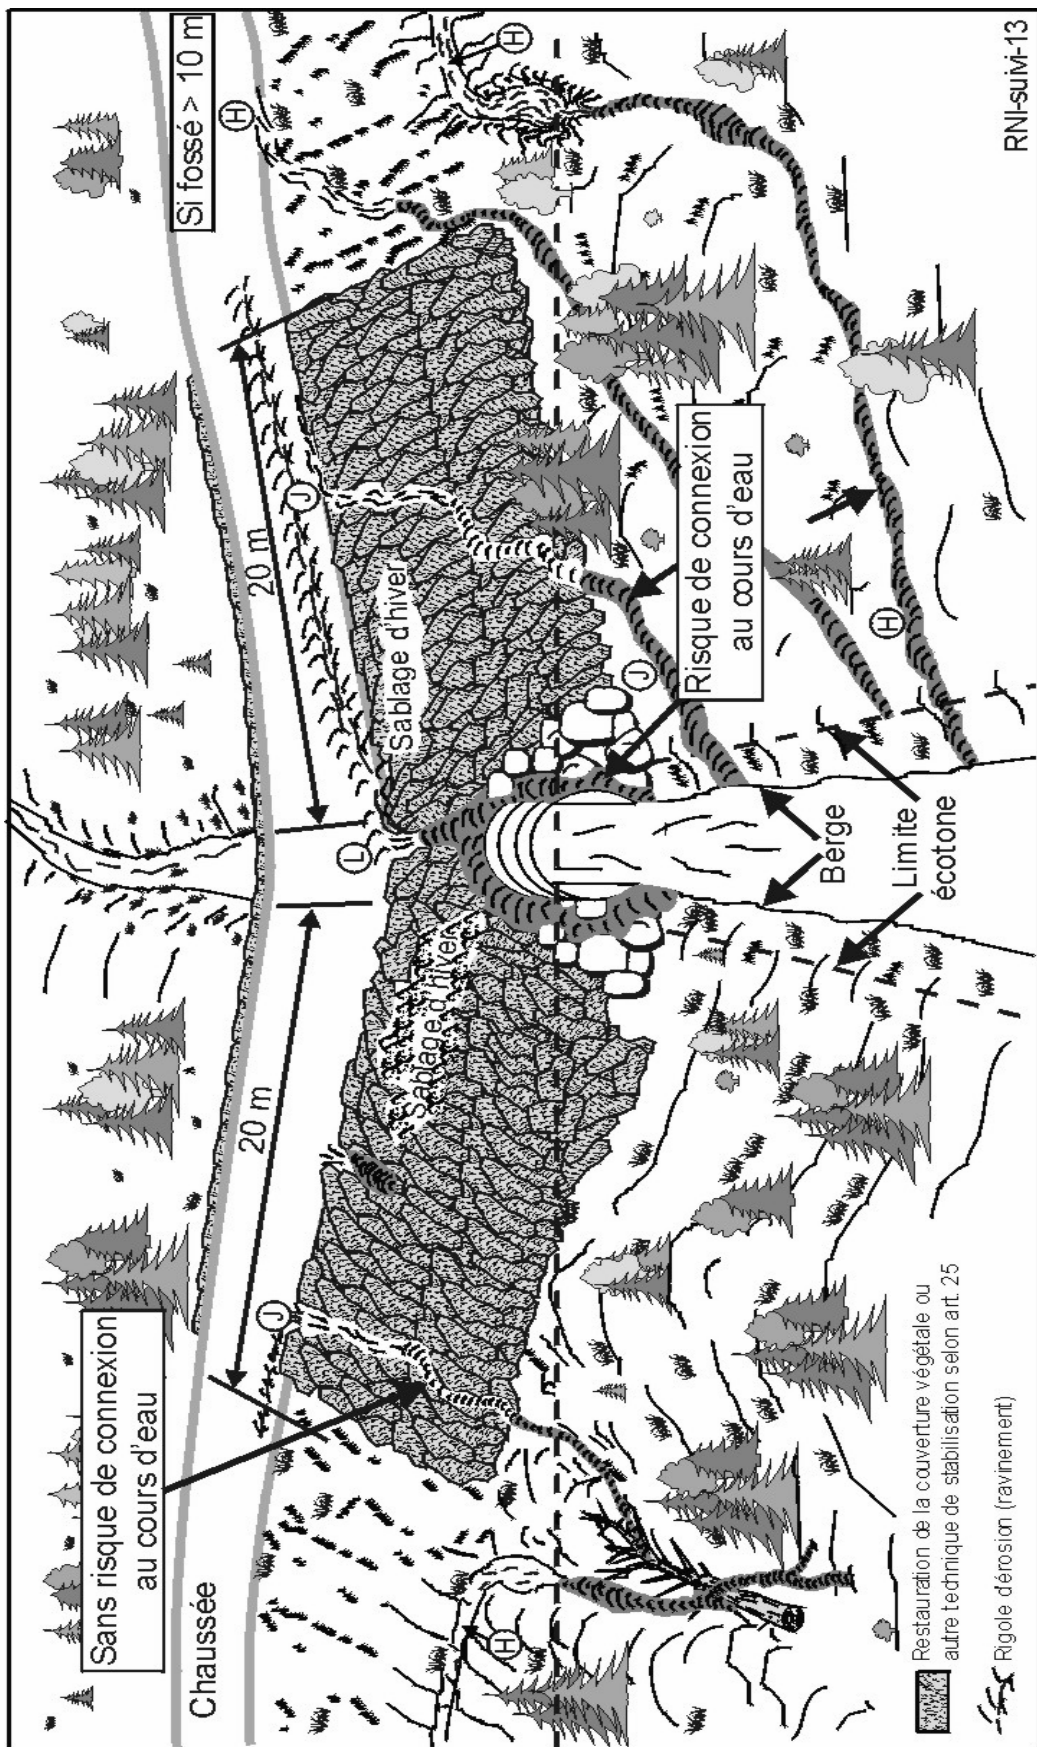 Chaussée
Sans risque de connexion
au cours d'eau
20 m
20 m
Si fossé > 10 m
H
H
J
J
L
Sablage d'hiver
Sablage d'hiver
H
J
H
Risque de connexion
au cours d'eau
Berge
Limite
écotone
Restauration de la couverture végétale ou
autre technique de stabilisation selon art. 25
Rigole dérosion (ravinement)
RNI-suivi-13